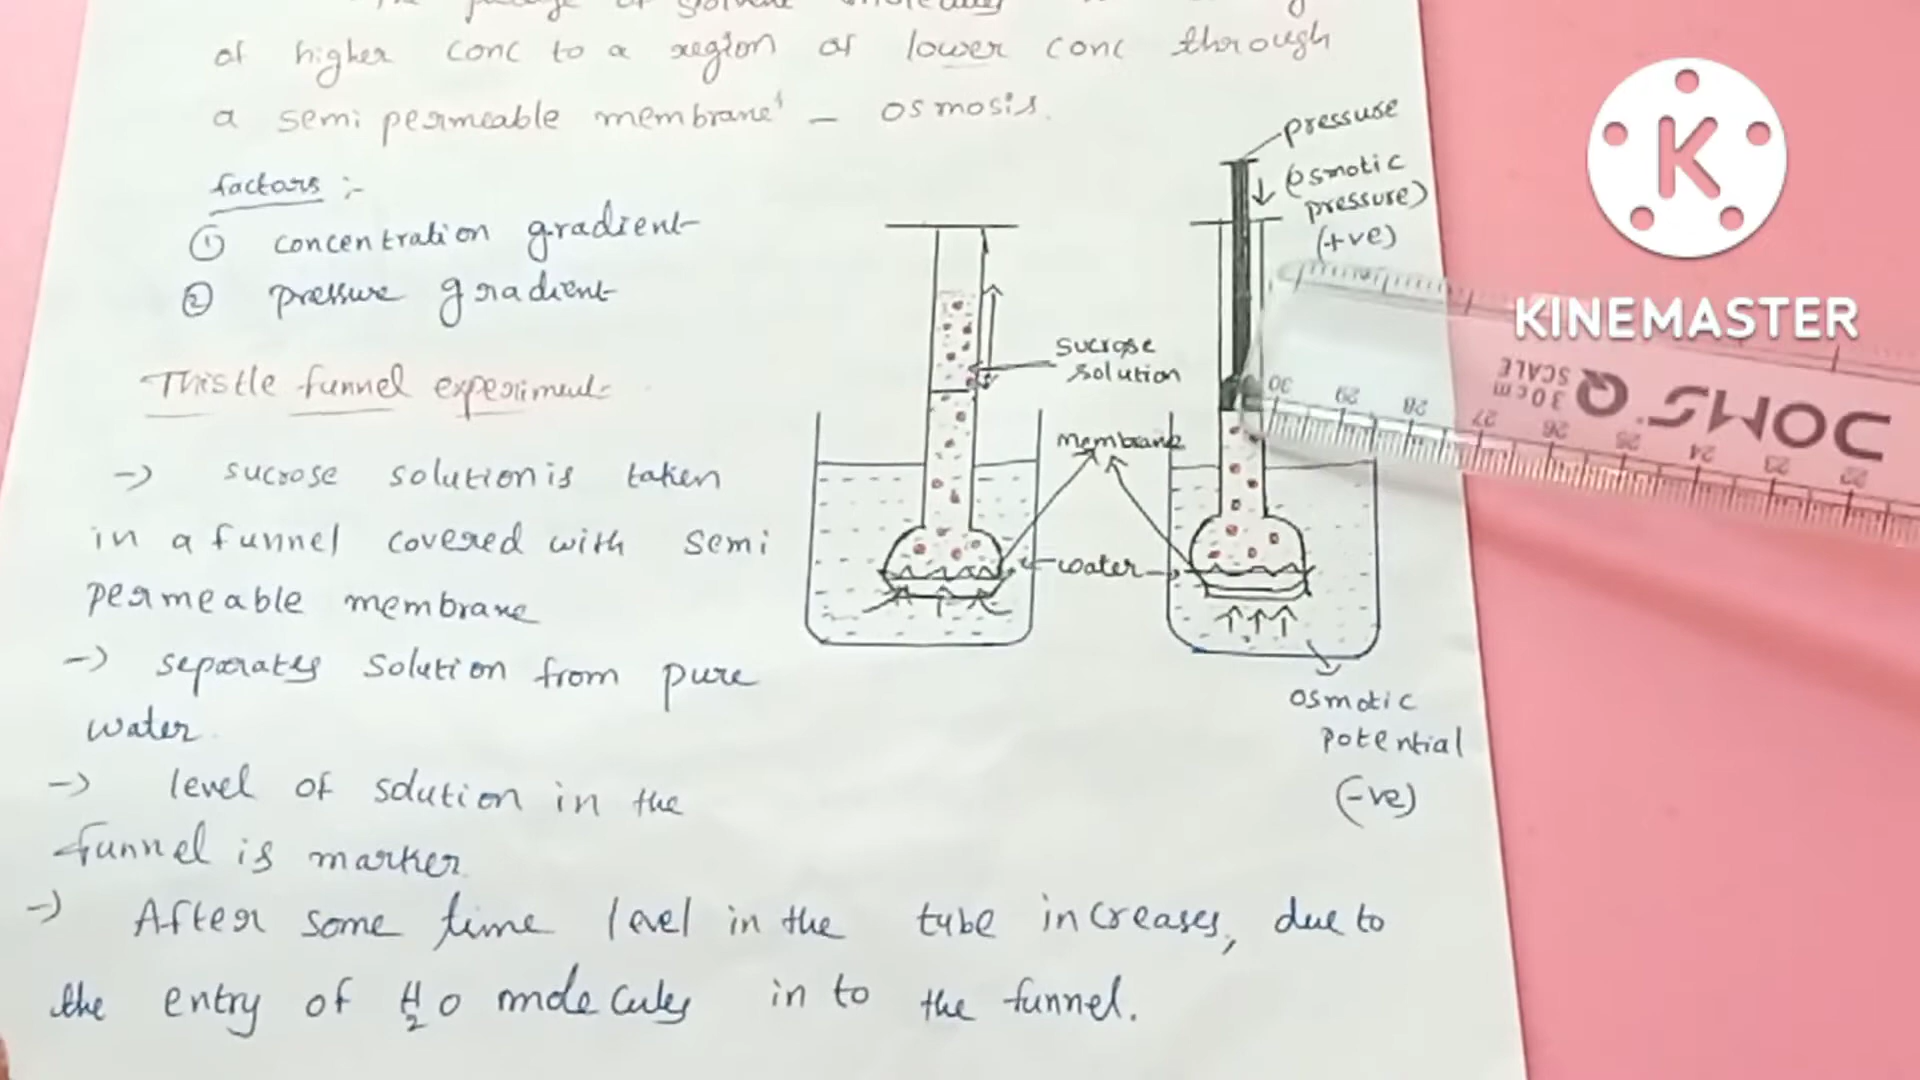 of higher conc to a region of lower conc through
a semi permeable membrane' - osmosis.
factors :-
① concentration gradient
② pressure gradient
Thistle funnel experiment
-> sucrose solution is taken
in a funnel covered with semi
permeable membrane
-> separates solution from pure
water.
-> level of solution in the
funnel is marker
-> After some time level in the tube increases, due to
the entry of H2O molecules in to the funnel.
sucrose
solution
membrane
water
pressure
(osmotic
pressure)
(+ve)
osmotic
potential
(-ve)
KINEMASTER
DOMS Q
30cm
SCALE
30 29 28 27 26 25 24 23 22